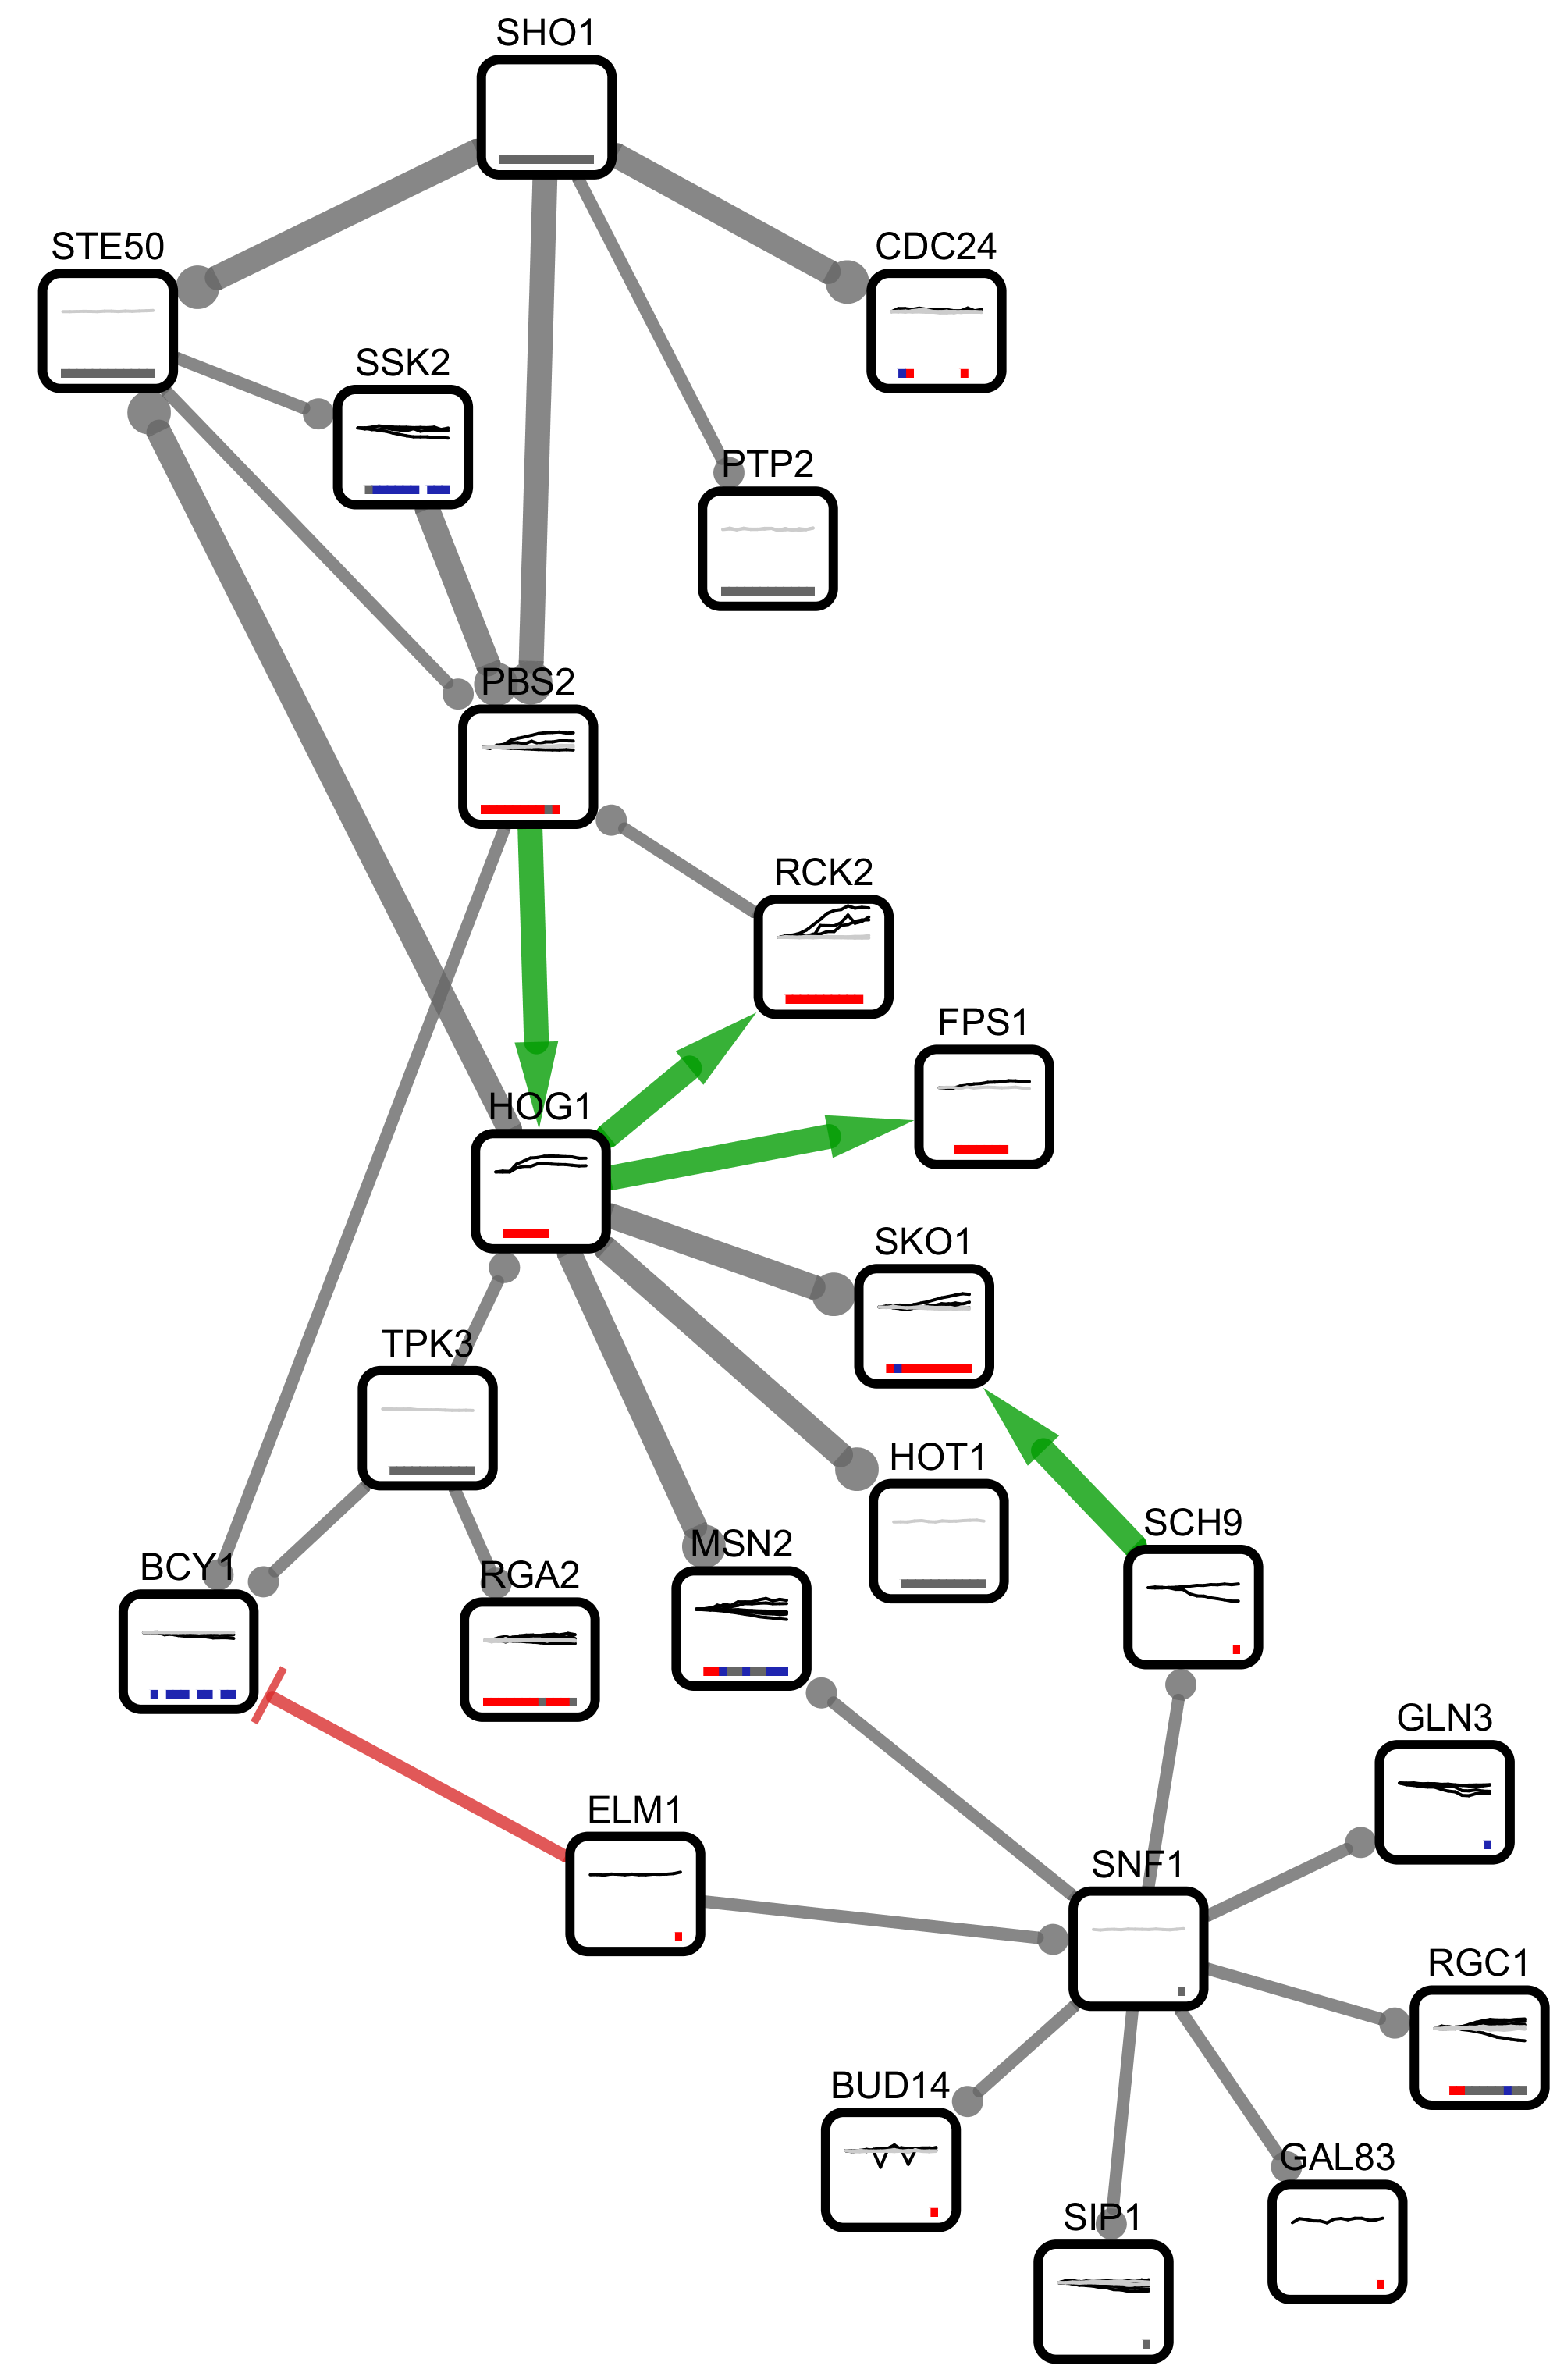 SHO1
STE50
CDC24
SSK2
PTP2
PBS2
RCK2
FPS1
HOG1
SKO1
TPK3
HOT1
SCH9
MSN2
BCY1
RGA2
GLN3
ELM1
SNF1
RGC1
BUD14
GAL83
SIP1